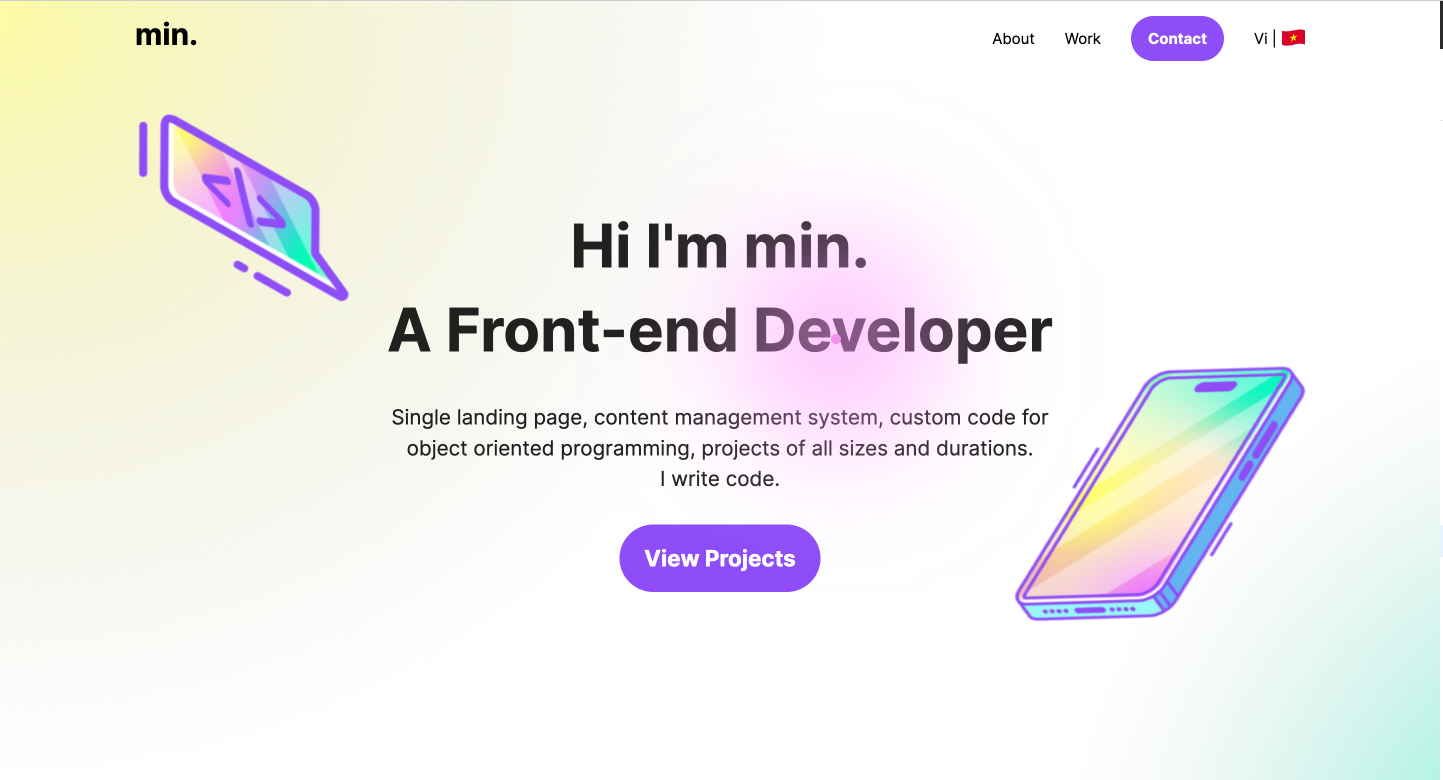 min.
About
Work
Contact
Vi |
</>
Hi I'm min.
A Front-end Developer
Single landing page, content management system, custom code for
object oriented programming, projects of all sizes and durations.
I write code.
View Projects